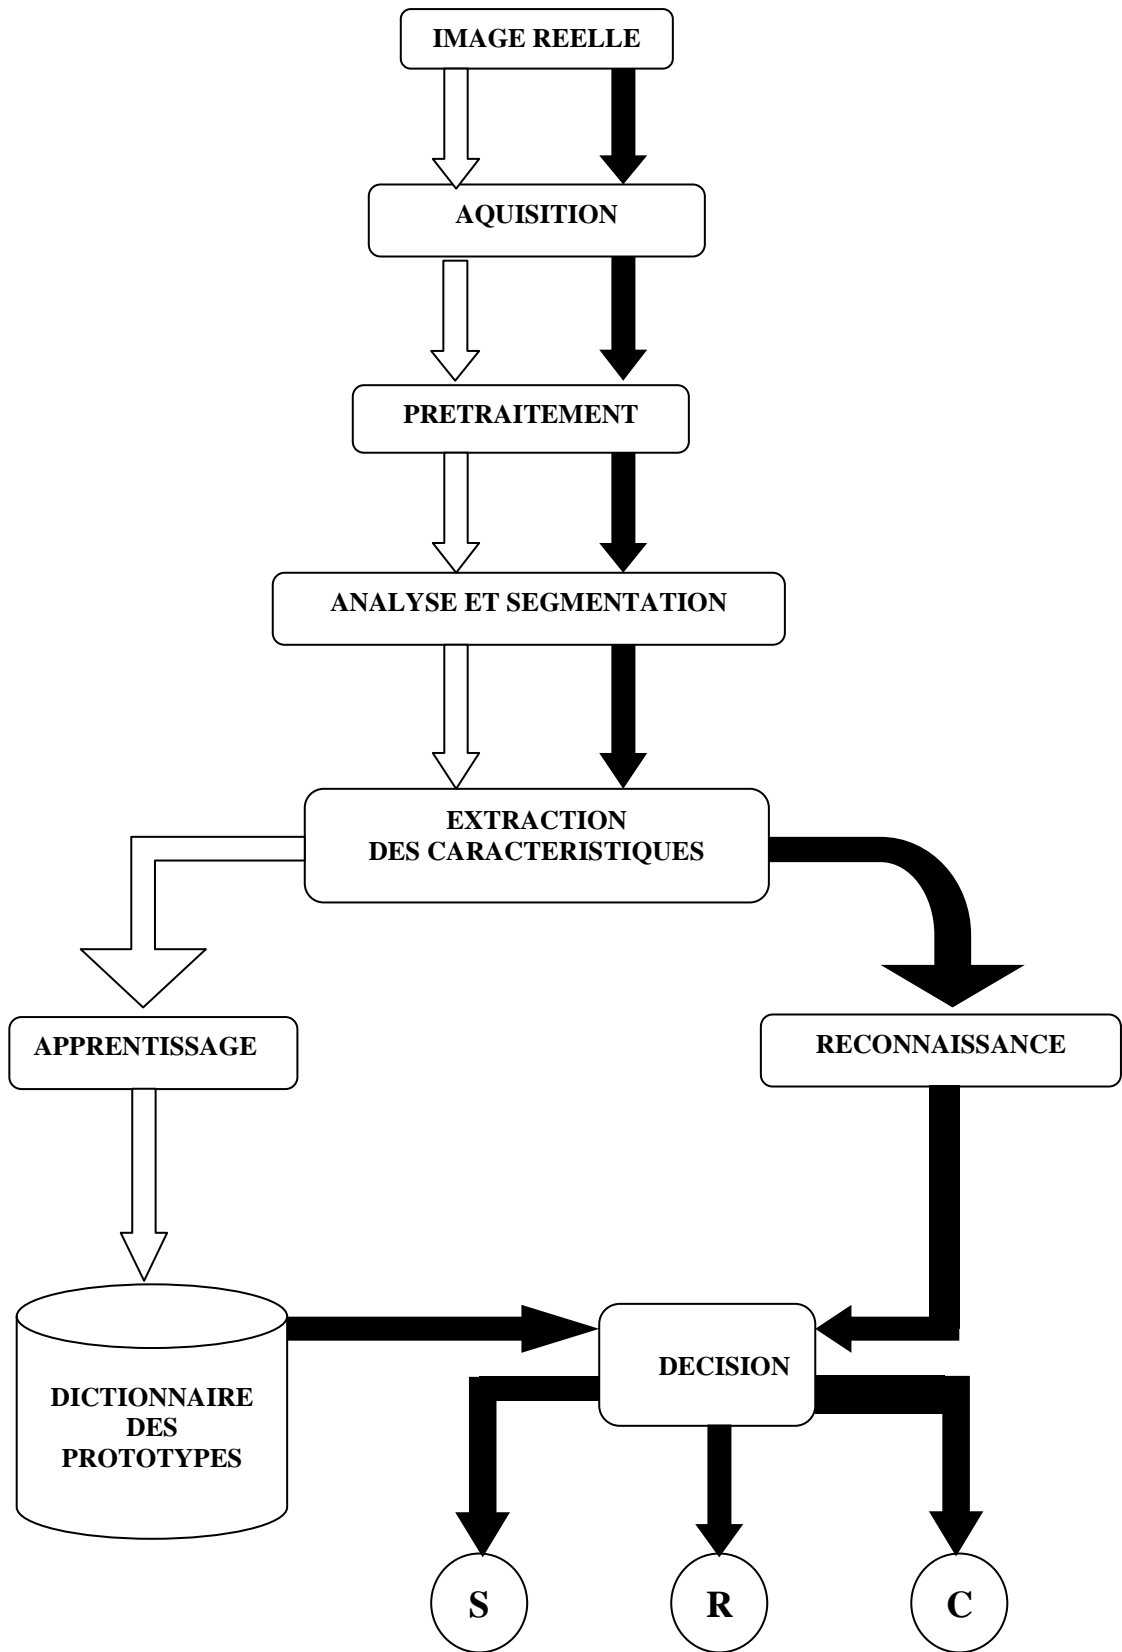 IMAGE REELLE
AQUISITION
PRETRAITEMENT
ANALYSE ET SEGMENTATION
EXTRACTION
DES CARACTERISTIQUES
APPRENTISSAGE
RECONNAISSANCE
DECISION
DICTIONNAIRE
DES
PROTOTYPES
S
R
C